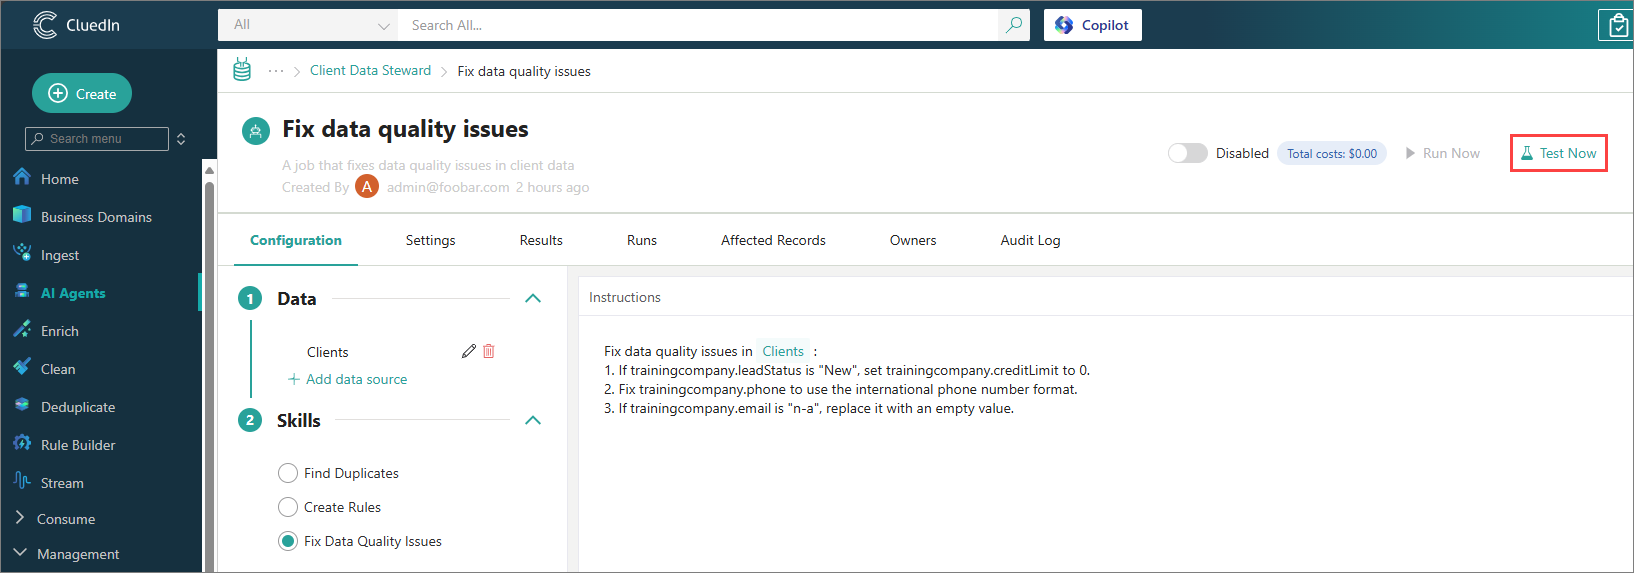 CluedIn
All
Search All...
Copilot
Create
Search menu
Home
Business Domains
Ingest
AI Agents
Enrich
Clean
Deduplicate
Rule Builder
Stream
Consume
Management
... > Client Data Steward > Fix data quality issues
Fix data quality issues
A job that fixes data quality issues in client data
Created By A admin@foobar.com 2 hours ago
Disabled
Total costs: $0.00
Run Now
Test Now
Configuration
Settings
Results
Runs
Affected Records
Owners
Audit Log
1 Data
Clients
+ Add data source
2 Skills
Find Duplicates
Create Rules
Fix Data Quality Issues
Instructions
Fix data quality issues in Clients :
1. If trainingcompany.leadStatus is "New", set trainingcompany.creditLimit to 0.
2. Fix trainingcompany.phone to use the international phone number format.
3. If trainingcompany.email is "n-a", replace it with an empty value.